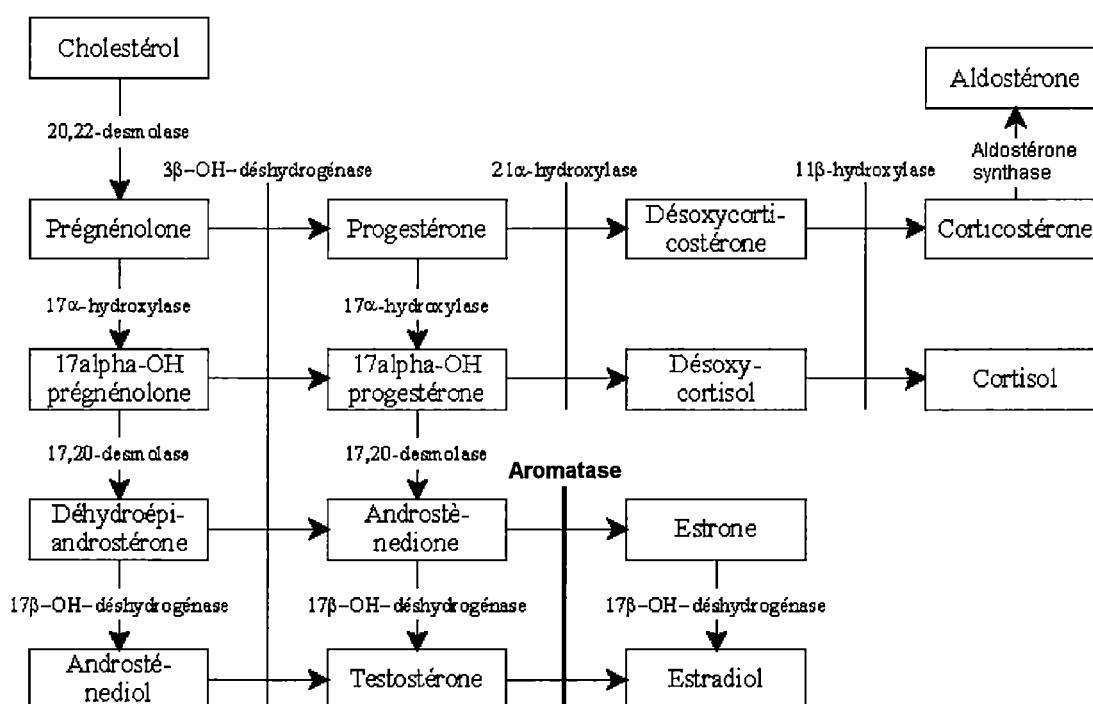 Cholestérol
Aldostérone
20,22-desmolase
3β-OH-déshydrogénase
21α-hydroxylase
11β-hydroxylase
Aldostérone
synthase
Prégnénolone
Progestérone
Désoxycorti-
costérone
Corticostérone
17α-hydroxylase
17α-hydroxylase
17alpha-OH
prégnénolone
17alpha-OH
progestérone
Désoxy-
cortisol
Cortisol
17,20-desmolase
17,20-desmolase
Aromatase
Déhydroépi-
androstérone
Androstè-
nedione
Estrone
17β-OH-déshydrogénase
17β-OH-déshydrogénase
17β-OH-déshydrogénase
Androsté-
nediol
Testostérone
Estradiol